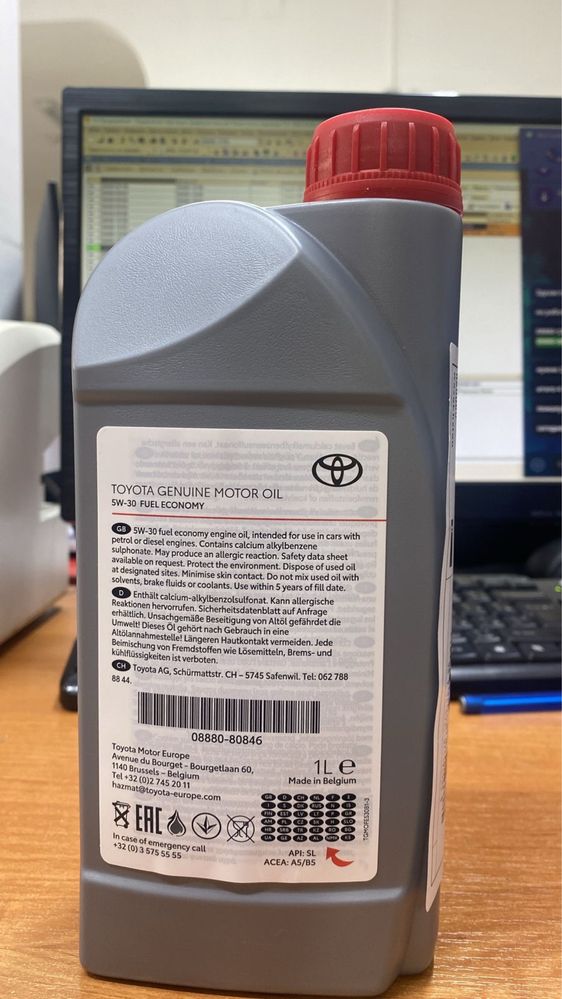 TOYOTA GENUINE MOTOR OIL
5W-30 FUEL ECONOMY
GB 5W-30 fuel economy engine oil, intended for use in cars with
petrol or diesel engines. Contains calcium alkylbenzene
sulphonate. May produce an allergic reaction. Safety data sheet
available on request. Protect the environment. Dispose of used oil
at designated sites. Minimise skin contact. Do not mix used oil with
solvents, brake fluids or coolants. Use within 5 years of fill date.
D Enthält calcium-alkylbenzolsulfonat. Kann allergische
Reaktionen hervorrufen. Sicherheitsdatenblatt auf Anfrage
erhältlich. Unsachgemäße Beseitigung von Altöl gefährdet die
Umwelt! Dieses Öl gehört nach Gebrauch in eine
Altölannahmestelle! Längeren Hautkontakt vermeiden. Jede
Beimischung von Fremdstoffen wie Lösemitteln, Brems- und
kühlflüssigkeiten ist verboten.
CH Toyota AG, Schürmattstr. CH – 5745 Safenwil. Tel: 062 788
88 44.
08880-80846
Toyota Motor Europe
Avenue du Bourget - Bourgetlaan 60,
1140 Brussels – Belgium
Tel +32 (0)2 745 20 11
hazmat@toyota-europe.com
1L e
Made in Belgium
EAC
In case of emergency call
+32 (0) 3 575 55 55
API: SL
ACEA: A5/B5